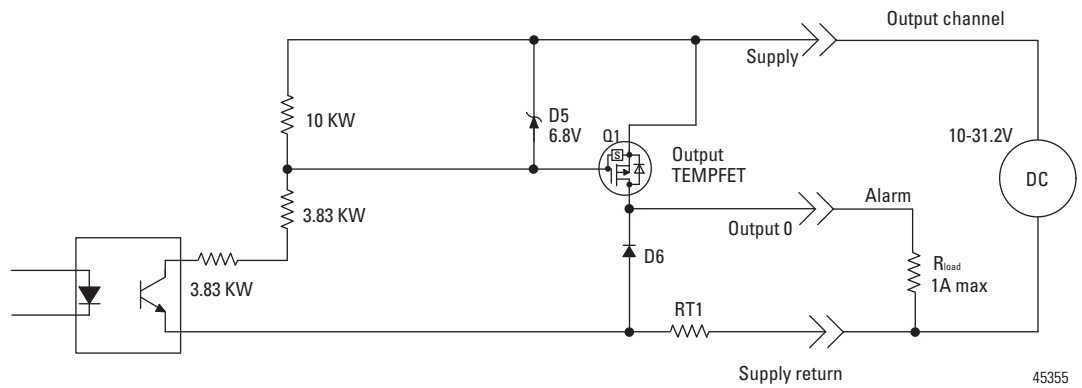 Output channel
Supply
10 KW
D5
6.8V
Q1
S
Output
TEMPFET
10-31.2V
DC
3.83 KW
Alarm
Output 0
D6
3.83 KW
Rload
1A max
RT1
Supply return
45355